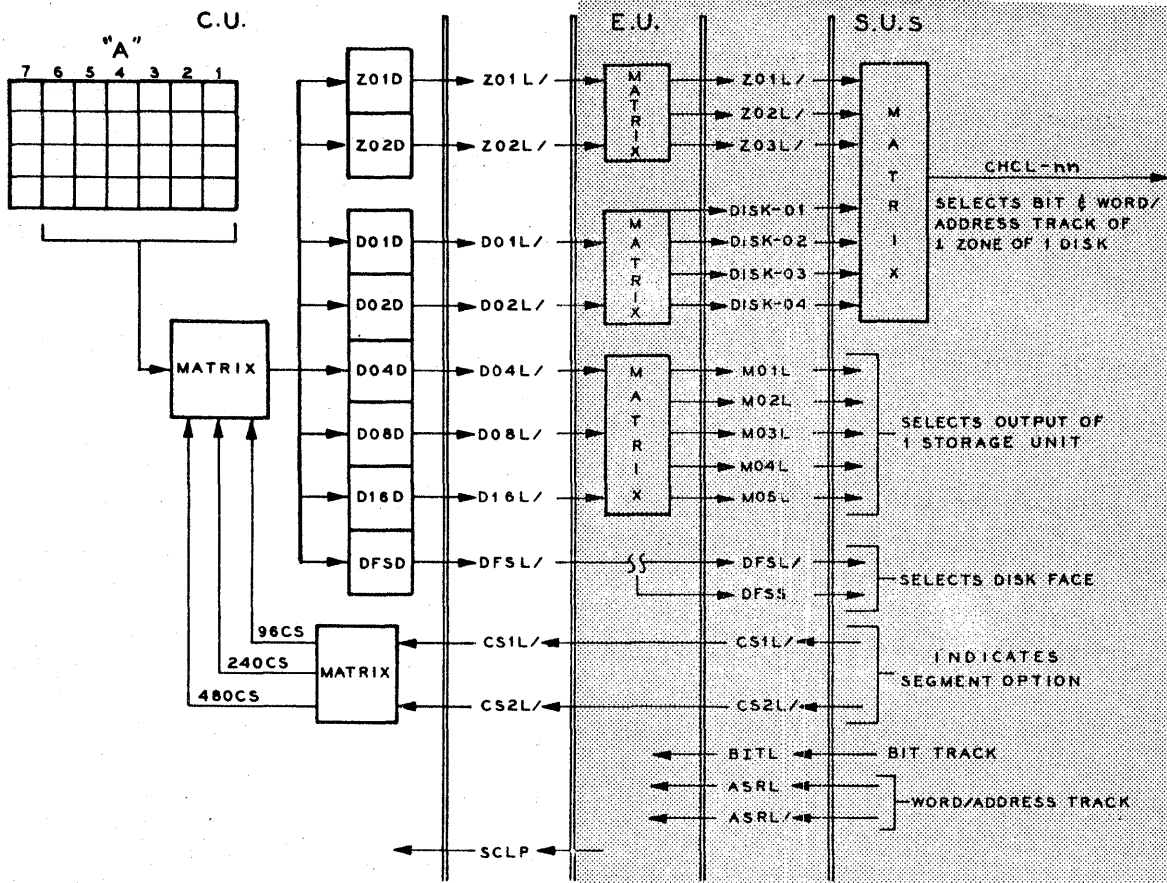 C.U.
E.U.
S.U.S
"A"
7 6 5 4 3 2 1
Z01D
Z01L/
MATRIX
Z01L/
MATRIX
Z02L/
Z02D
Z02L/
Z03L/
CHCL-nn
SELECTS BIT & WORD/
ADDRESS TRACK OF
1 ZONE OF 1 DISK
DISK-01
D01D
D01L/
MATRIX
DISK-02
DISK-03
D02D
D02L/
DISK-04
MATRIX
D04D
D04L/
MATRIX
M01L
M02L
D08D
D08L/
M03L
SELECTS OUTPUT OF
1 STORAGE UNIT
M04L
D16D
D16L/
M05L
DFSD
DFSL/
DFSL/
DFSS
SELECTS DISK FACE
96CS
MATRIX
CS1L/
CS1L/
240CS
INDICATES
SEGMENT OPTION
480CS
CS2L/
CS2L/
BITL
BIT TRACK
ASRL
ASRL/
WORD/ADDRESS TRACK
SCLP